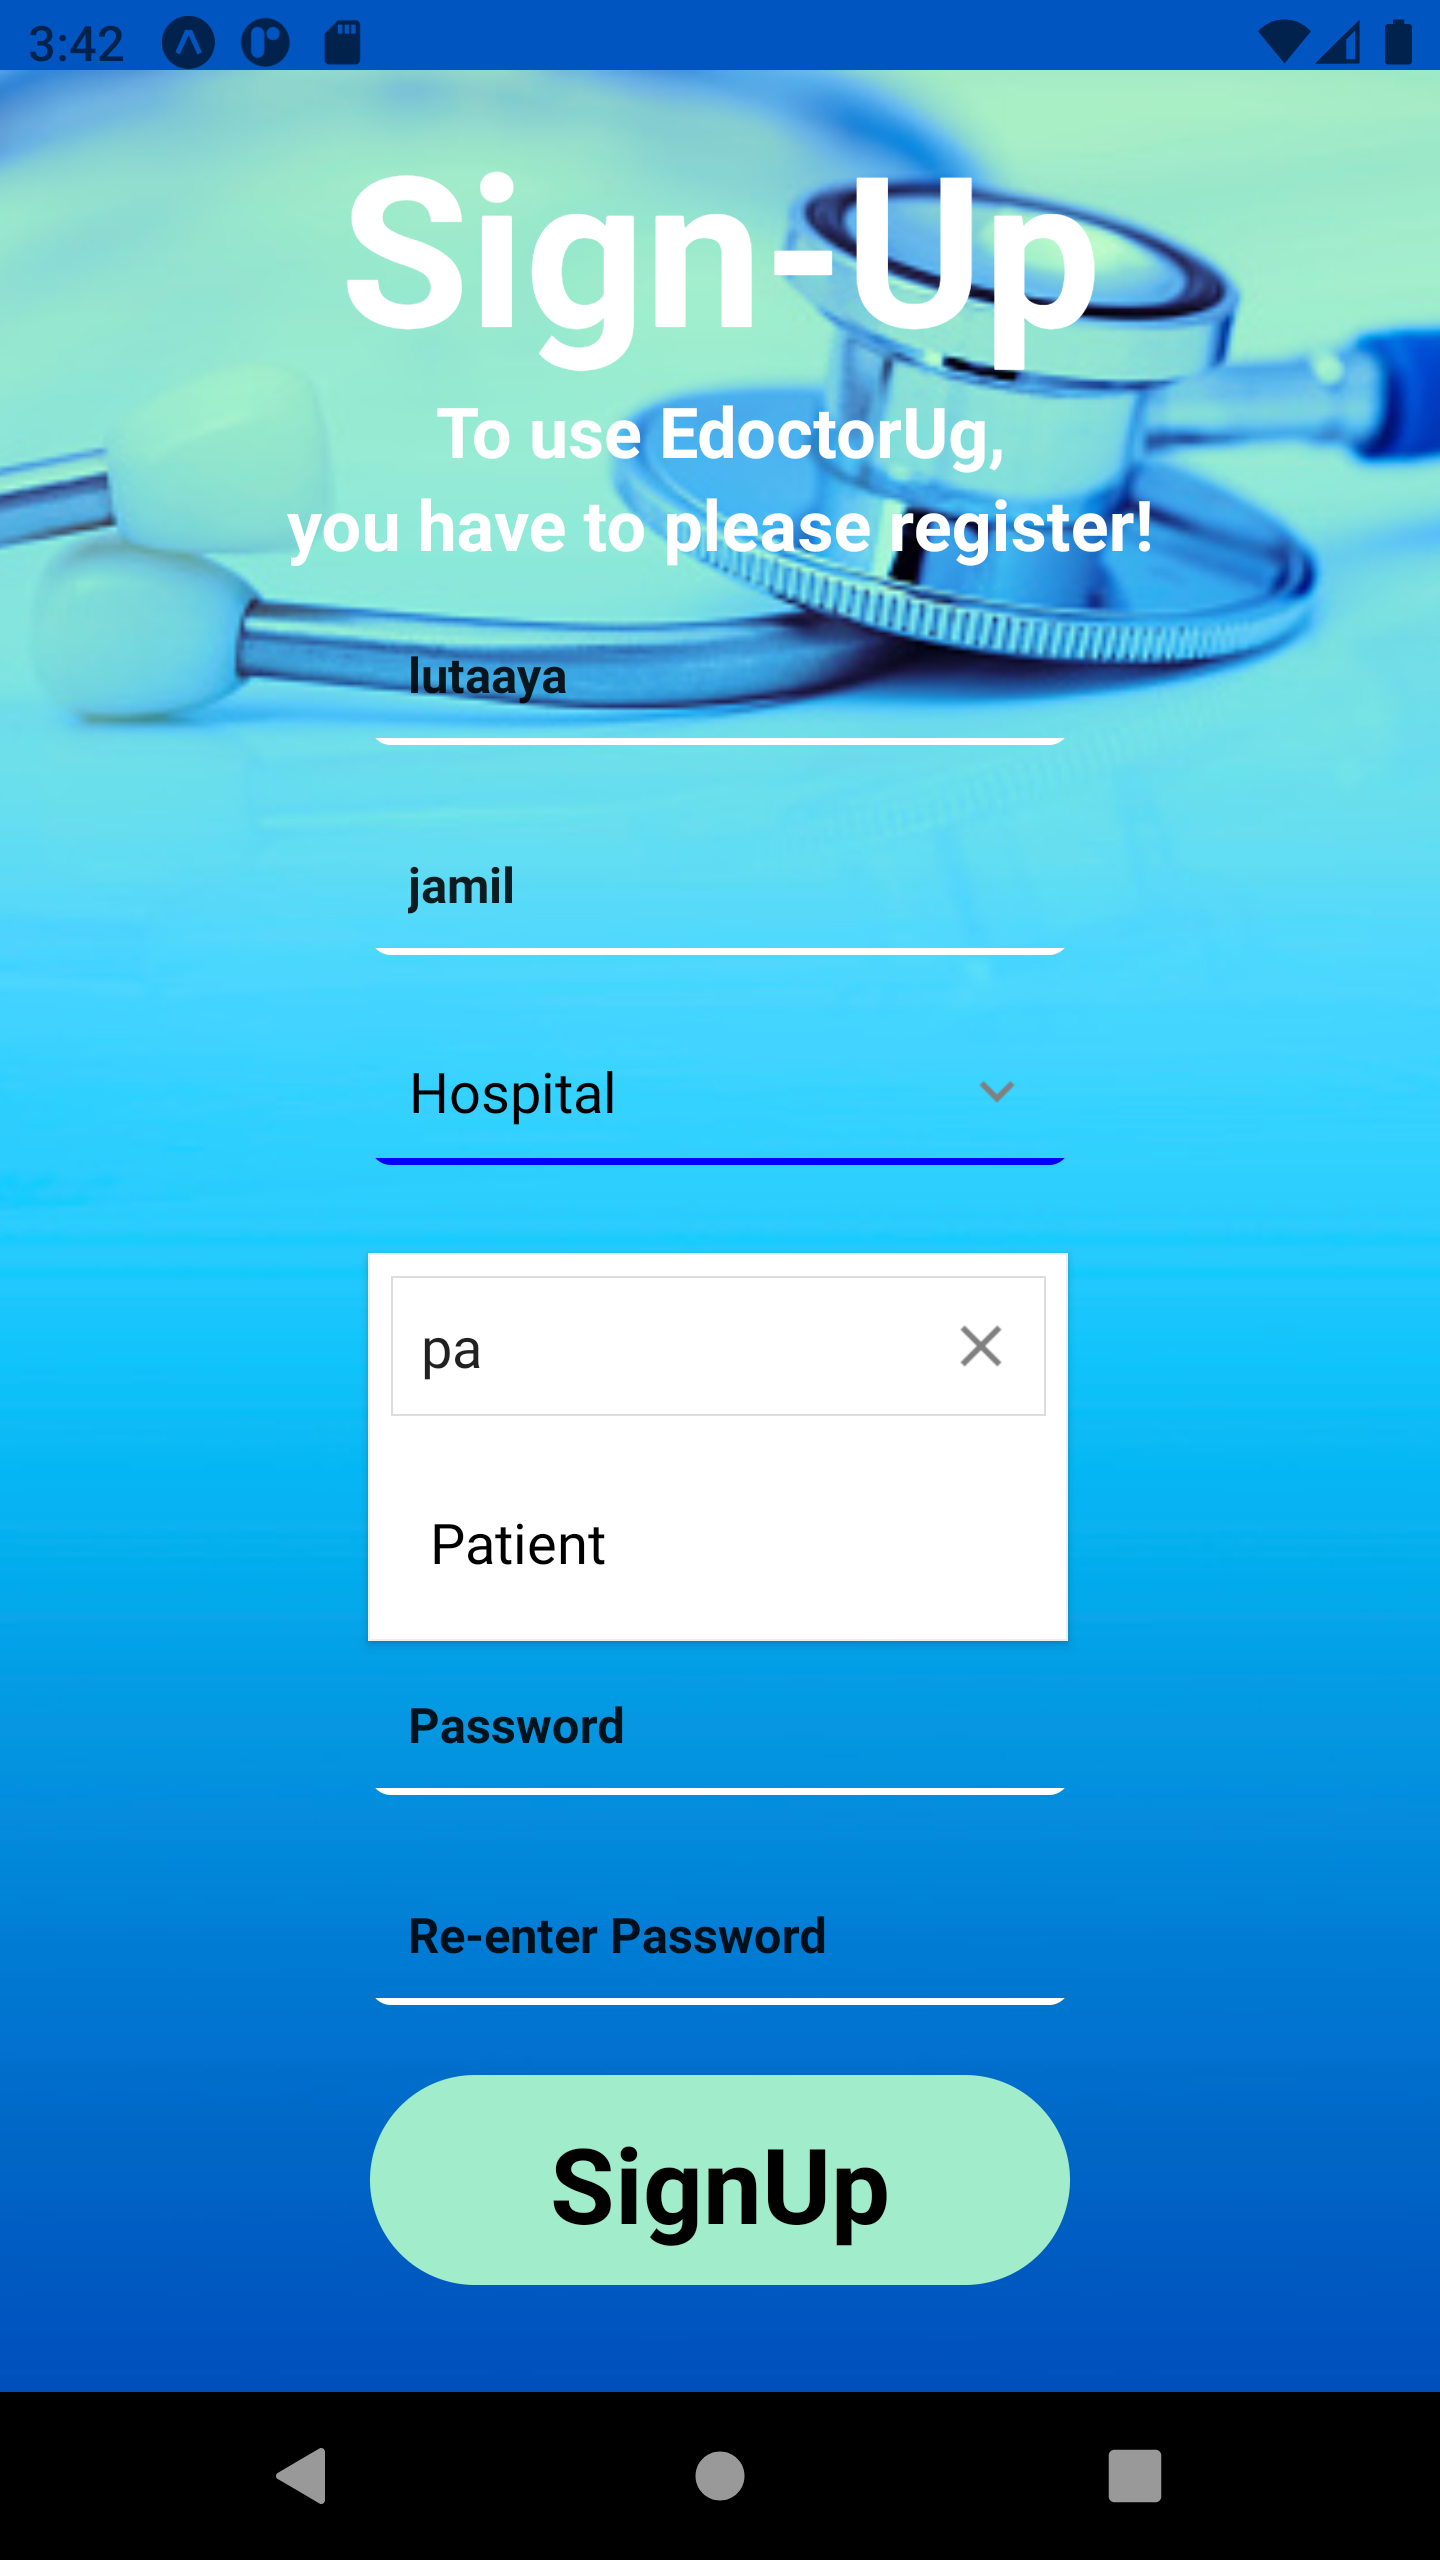 3:42
Sign-Up
To use EdoctorUg,
you have to please register!
lutaaya
jamil
Hospital
pa
Patient
Password
Re-enter Password
SignUp